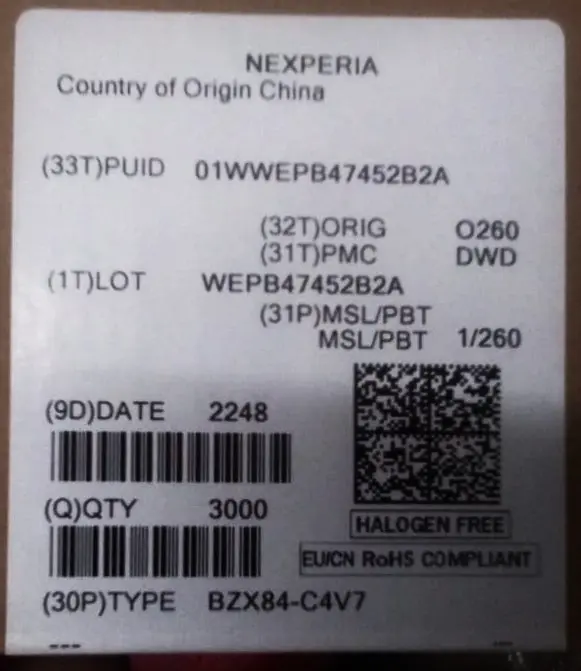 NEXPERIA
Country of Origin China
(33T)PUID 01WWEPB47452B2A
(32T)ORIG O260
(31T)PMC DWD
(1T)LOT WEPB47452B2A
(31P)MSL/PBT
MSL/PBT 1/260
(9D)DATE 2248
(Q)QTY 3000
HALOGEN FREE
EU/CN RoHS COMPLIANT
(30P)TYPE BZX84-C4V7